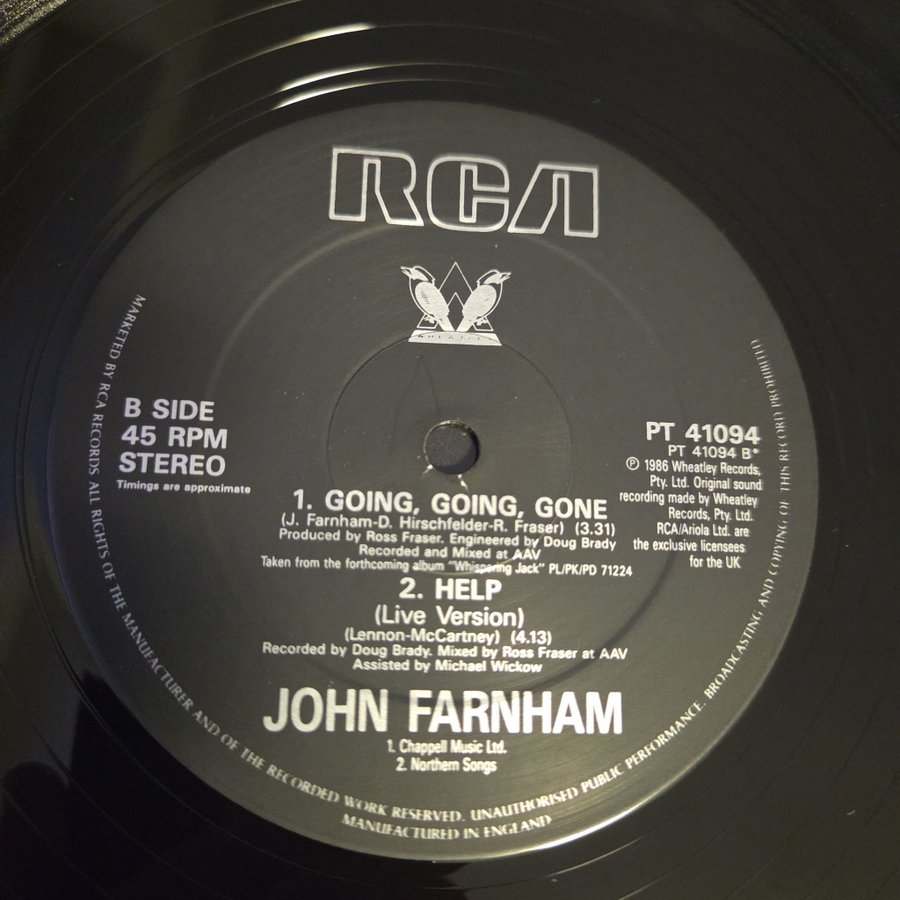 RCA
B SIDE
45 RPM
STEREO
Timings are approximate
PT 41094
PT 41094 B*
Ⓟ 1986 Wheatley Records,
Pty. Ltd. Original sound
recording made by Wheatley
Records, Pty. Ltd.
RCA/Ariola Ltd. are
the exclusive licensees
for the UK
1. GOING, GOING, GONE
(J. Farnham-D. Hirschfelder-R. Fraser) (3.31)
Produced by Ross Fraser. Engineered by Doug Brady
Recorded and Mixed at AAV
Taken from the forthcoming album "Whispering Jack" PL/PK/PD 71224
2. HELP
(Live Version)
(Lennon-McCartney) (4.13)
Recorded by Doug Brady. Mixed by Ross Fraser at AAV
Assisted by Michael Wickow
JOHN FARNHAM
1. Chappell Music Ltd.
2. Northern Songs
MARKETED BY RCA RECORDS. ALL RIGHTS OF THE MANUFACTURER AND OF THE RECORDED WORK RESERVED. UNAUTHORISED PUBLIC PERFORMANCE, BROADCASTING AND COPYING OF THIS RECORD PROHIBITED
MANUFACTURED IN ENGLAND